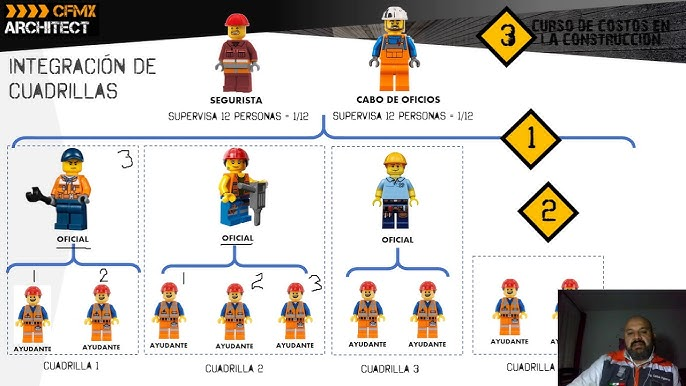 CFMX
ARCHITECT
3
CURSO DE COSTOS EN
LA CONSTRUCCION
INTEGRACIÓN DE
CUADRILLAS
SEGURISTA
CABO DE OFICIOS
SUPERVISA 12 PERSONAS = 1/12
SUPERVISA 12 PERSONAS = 1/12
1
3
2
OFICIAL
OFICIAL
OFICIAL
1
2
1
2
3
AYUDANTE
AYUDANTE
AYUDANTE
AYUDANTE
AYUDANTE
AYUDANTE
AYUDANTE
AYUDANTE
CUADRILLA 1
CUADRILLA 2
CUADRILLA 3
CUADRILLA